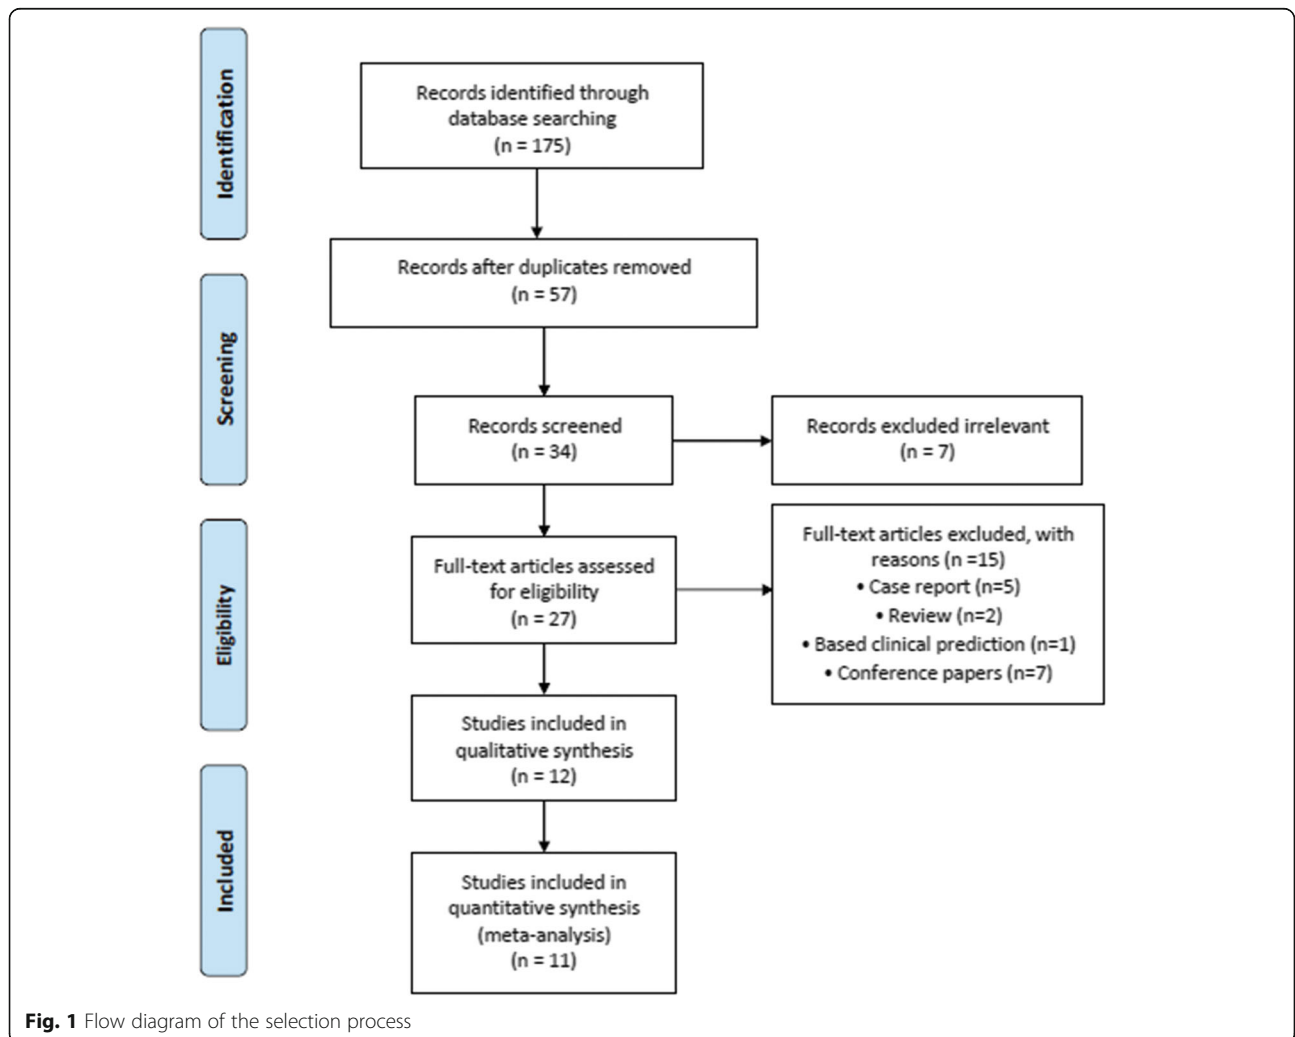 Identification
Records identified through
database searching
(n = 175)
Records after duplicates removed
(n = 57)
Screening
Records screened
(n = 34)
Records excluded irrelevant
(n = 7)
Eligibility
Full-text articles assessed
for eligibility
(n = 27)
Full-text articles excluded, with
reasons (n =15)
• Case report (n=5)
• Review (n=2)
• Based clinical prediction (n=1)
• Conference papers (n=7)
Studies included in
qualitative synthesis
(n = 12)
Included
Studies included in
quantitative synthesis
(meta-analysis)
(n = 11)
Fig. 1 Flow diagram of the selection process